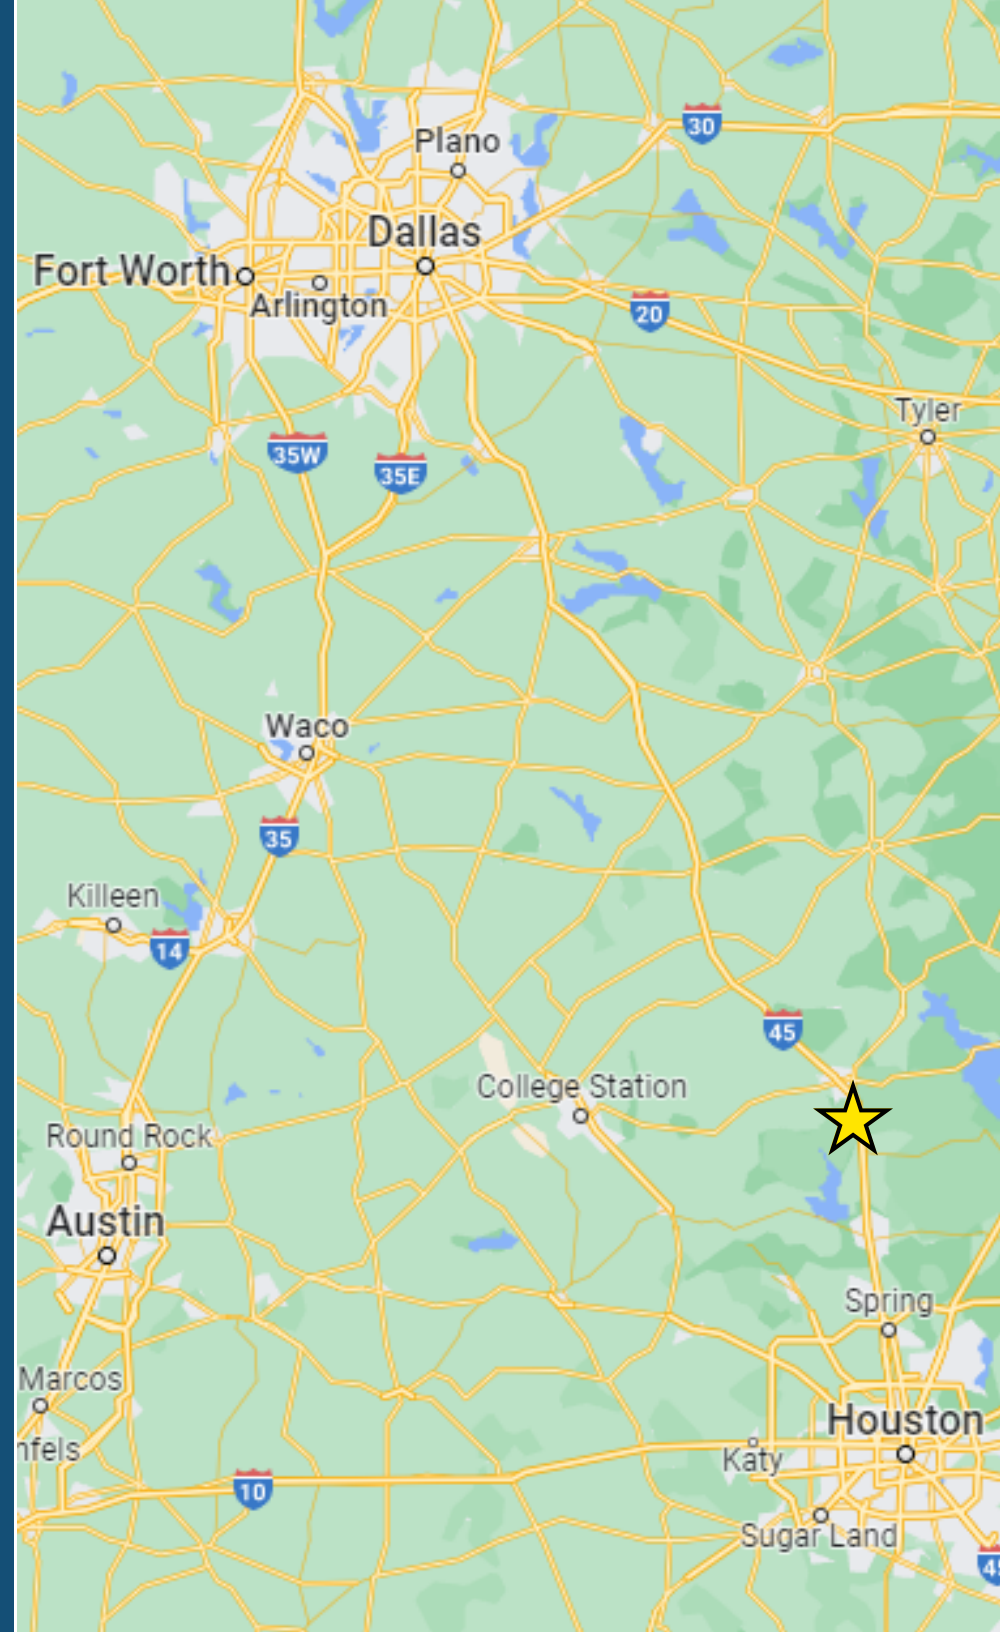 30
Plano
Dallas
Fort Worth
Arlington
20
Tyler
35W
35E
Waco
35
Killeen
14
45
College Station
Round Rock
Austin
Spring
Marcos
nfels
Houston
Katy
10
Sugar Land
45